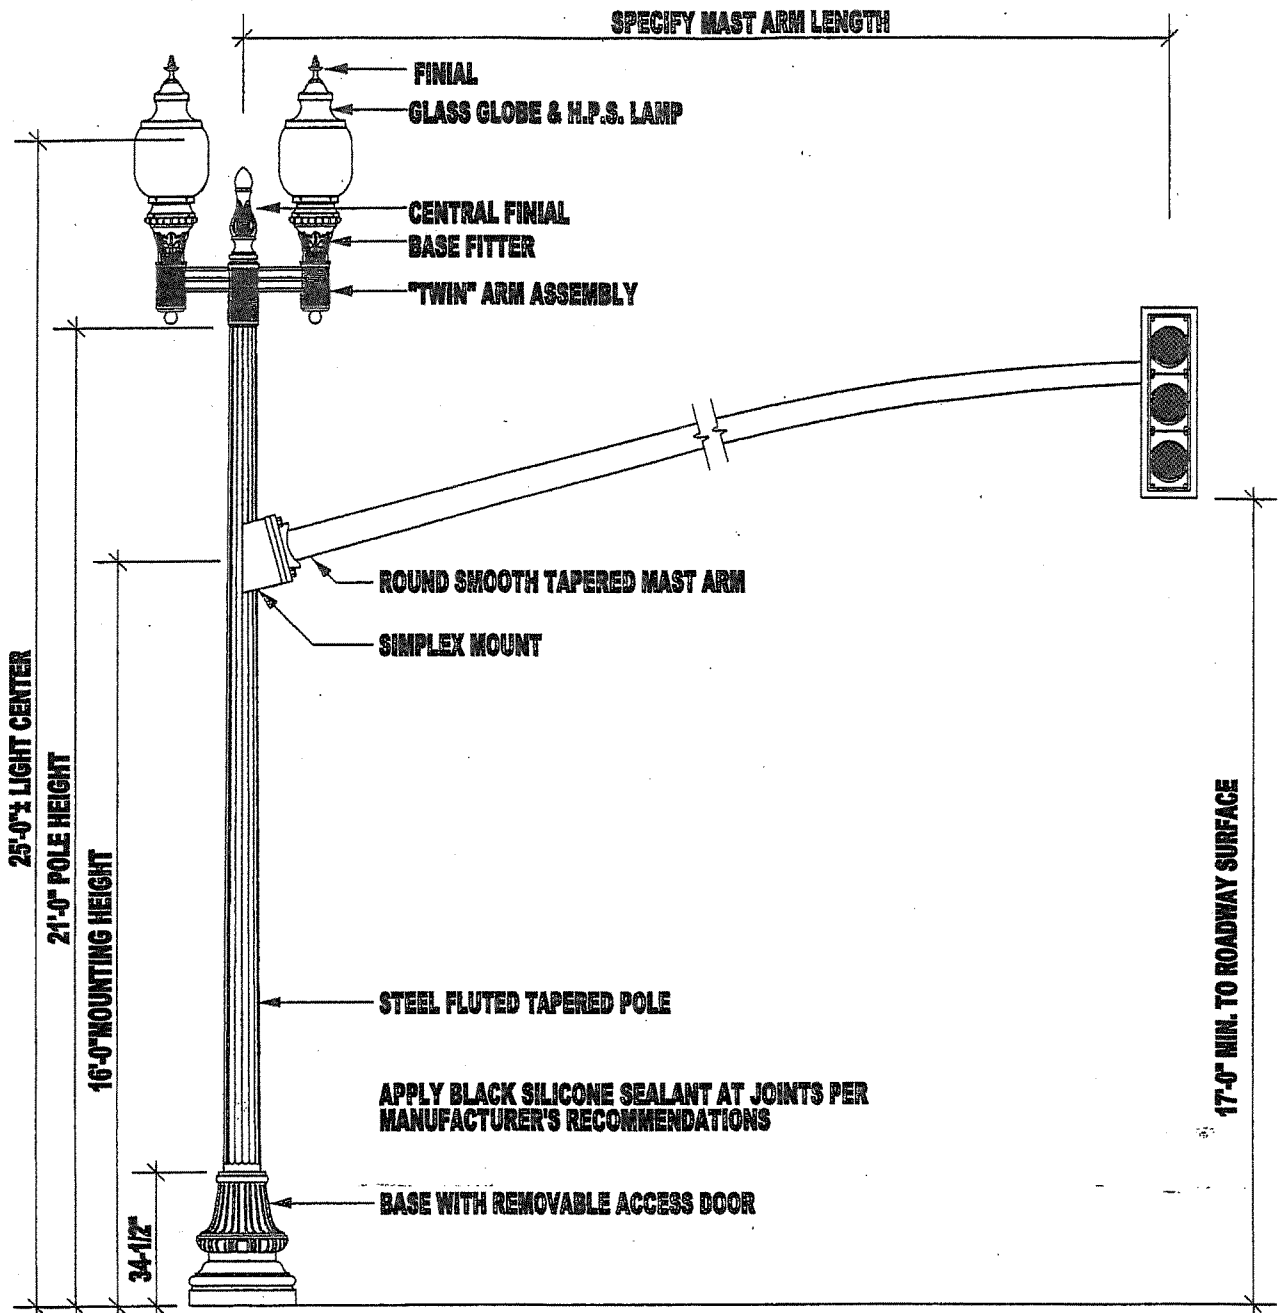 SPECIFY MAST ARM LENGTH
FINIAL
GLASS GLOBE & H.P.S. LAMP
CENTRAL FINIAL
BASE FITTER
"TWIN" ARM ASSEMBLY
ROUND SMOOTH TAPERED MAST ARM
SIMPLEX MOUNT
25'-0"± LIGHT CENTER
21'-0" POLE HEIGHT
16'-0"MOUNTING HEIGHT
17'-0" MIN. TO ROADWAY SURFACE
STEEL FLUTED TAPERED POLE
APPLY BLACK SILICONE SEALANT AT JOINTS PER
MANUFACTURER'S RECOMMENDATIONS
BASE WITH REMOVABLE ACCESS DOOR
34-1/2"